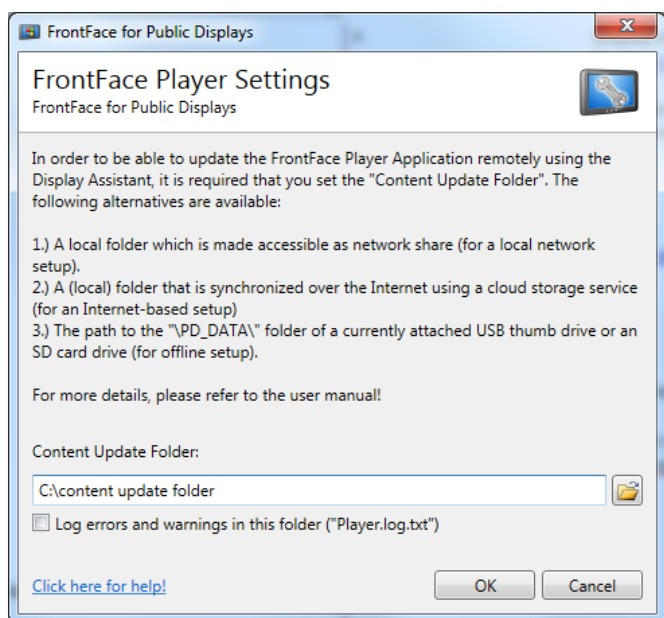 FrontFace for Public Displays
FrontFace Player Settings
FrontFace for Public Displays
In order to be able to update the FrontFace Player Application remotely using the
Display Assistant, it is required that you set the "Content Update Folder". The
following alternatives are available:
1.) A local folder which is made accessible as network share (for a local network
setup).
2.) A (local) folder that is synchronized over the Internet using a cloud storage service
(for an Internet-based setup)
3.) The path to the "\PD_DATA\" folder of a currently attached USB thumb drive or an
SD card drive (for offline setup).
For more details, please refer to the user manual!
Content Update Folder:
C:\content update folder
Log errors and warnings in this folder ("Player.log.txt")
Click here for help!
OK
Cancel